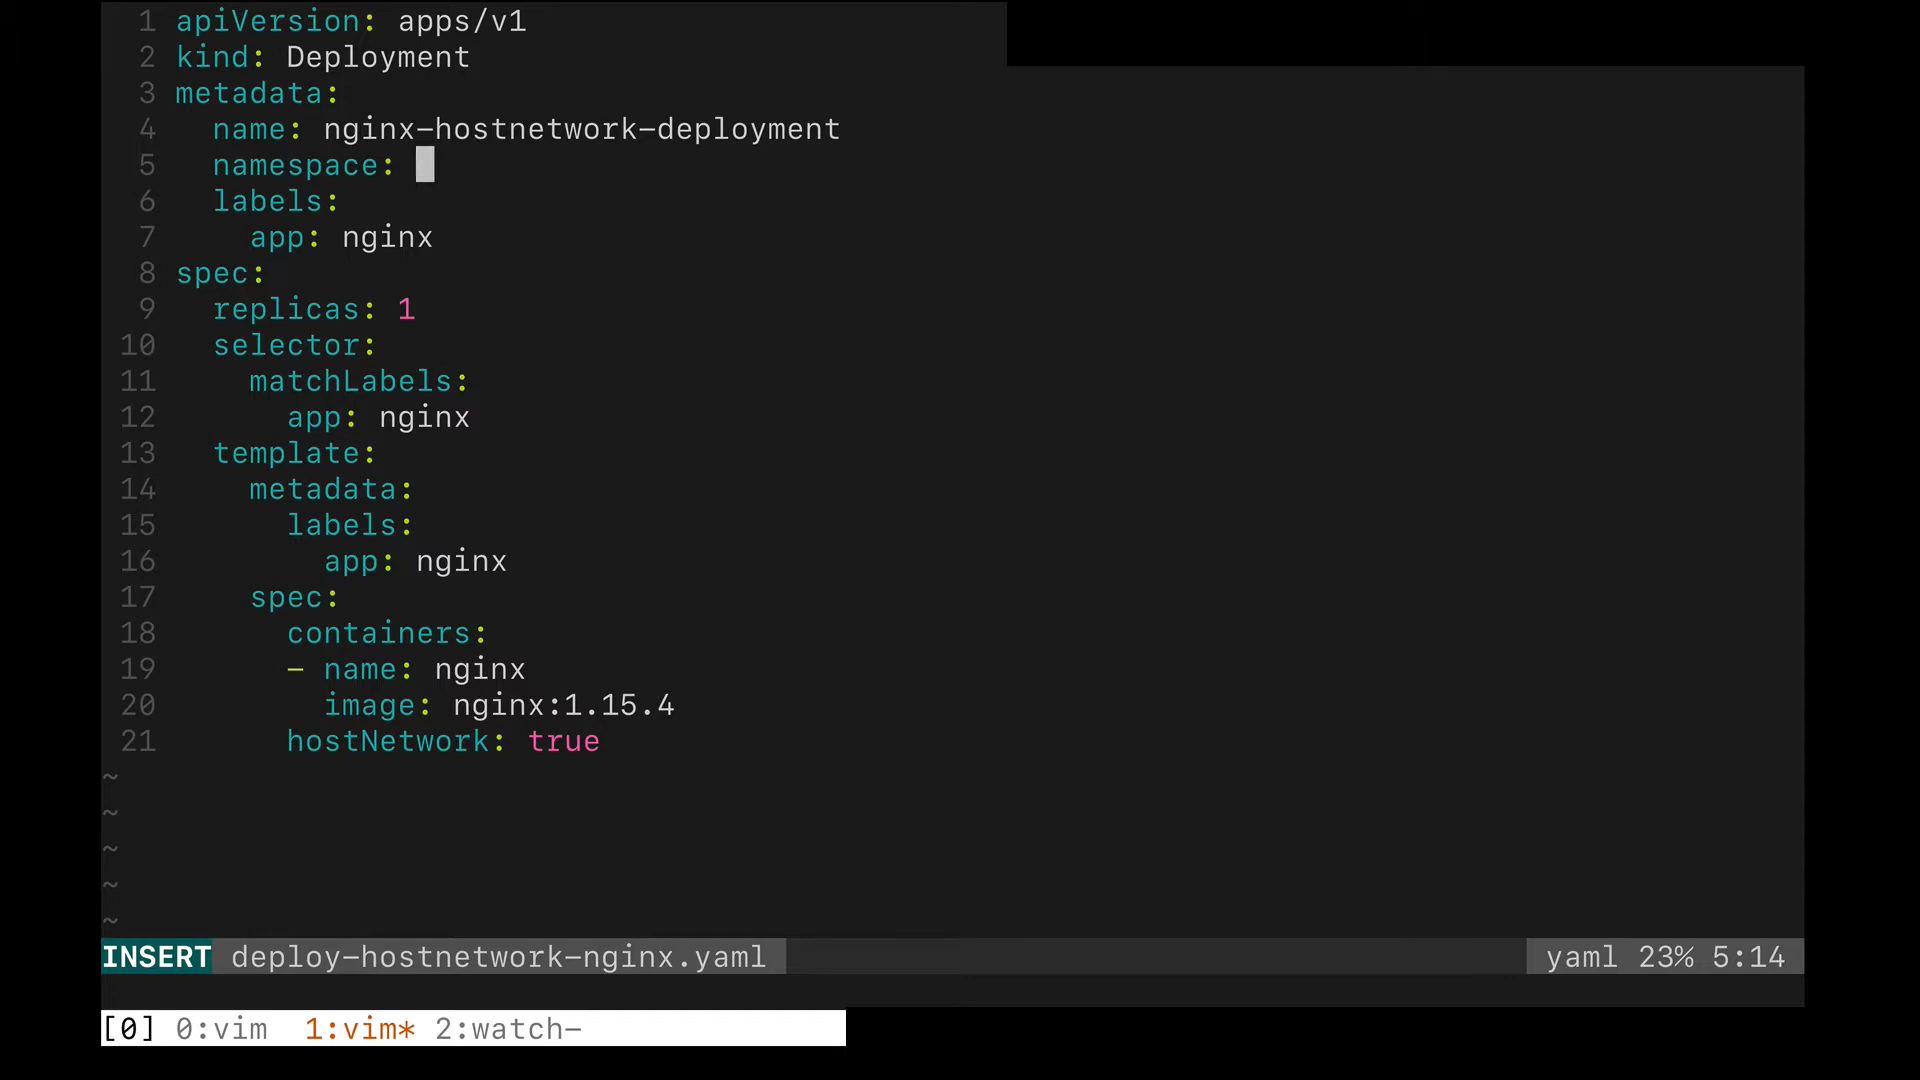 1 apiVersion: apps/v1
2 kind: Deployment
3 metadata:
4   name: nginx-hostnetwork-deployment
5   namespace:
6   labels:
7     app: nginx
8 spec:
9   replicas: 1
10   selector:
11     matchLabels:
12       app: nginx
13   template:
14     metadata:
15       labels:
16         app: nginx
17     spec:
18       containers:
19       - name: nginx
20         image: nginx:1.15.4
21       hostNetwork: true
~
~
~
~
~
INSERT deploy-hostnetwork-nginx.yaml yaml 23% 5:14
[0] 0:vim 1:vim* 2:watch-